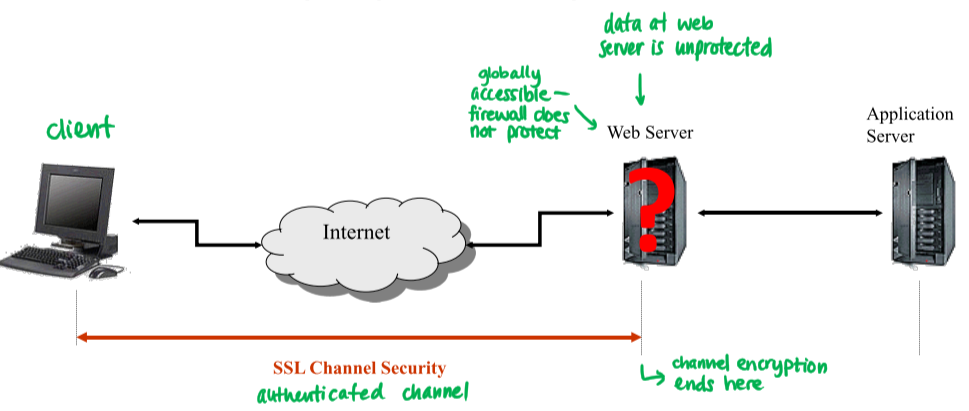 data at web
server is unprotected
globally
accessible —
firewall does
not protect
client
Web Server
Application
Server
?
Internet
SSL Channel Security
authenticated channel
channel encryption
ends here